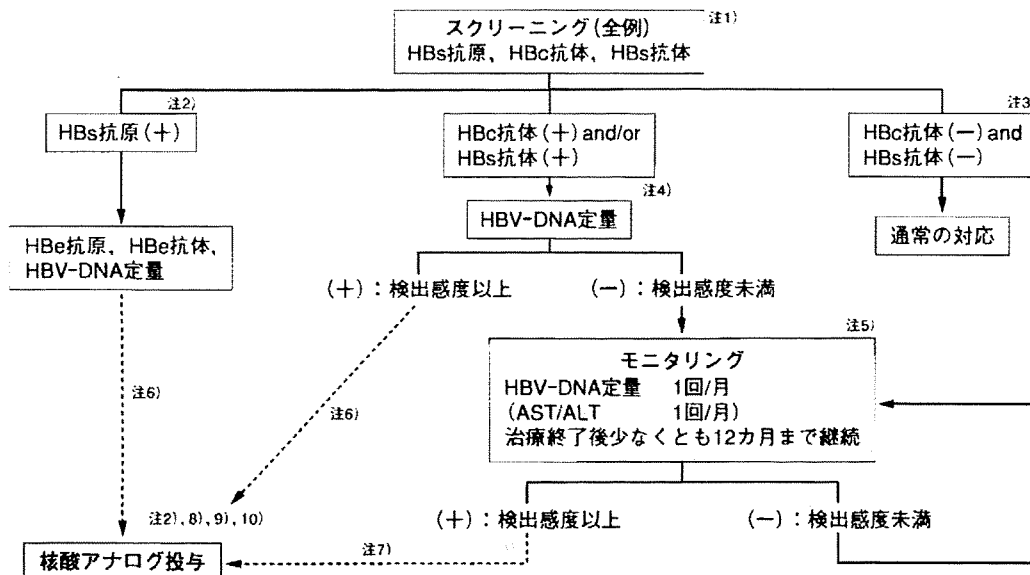 スクリーニング(全例)
HBs抗原, HBc抗体, HBs抗体
注1)
注2)
HBs抗原(+)
HBc抗体(+)and/or
HBs抗体(+)
注3
HBc抗体(-)and
HBs抗体(-)
注4)
HBV-DNA定量
通常の対応
HBe抗原, HBe抗体,
HBV-DNA定量
(+):検出感度以上
(-):検出感度未満
注5)
モニタリング
HBV-DNA定量 1回/月
(AST/ALT 1回/月)
治療終了後少なくとも12カ月まで継続
注6)
注6)
注2), 8), 9), 10)
(+):検出感度以上
(-):検出感度未満
注7)
核酸アナログ投与